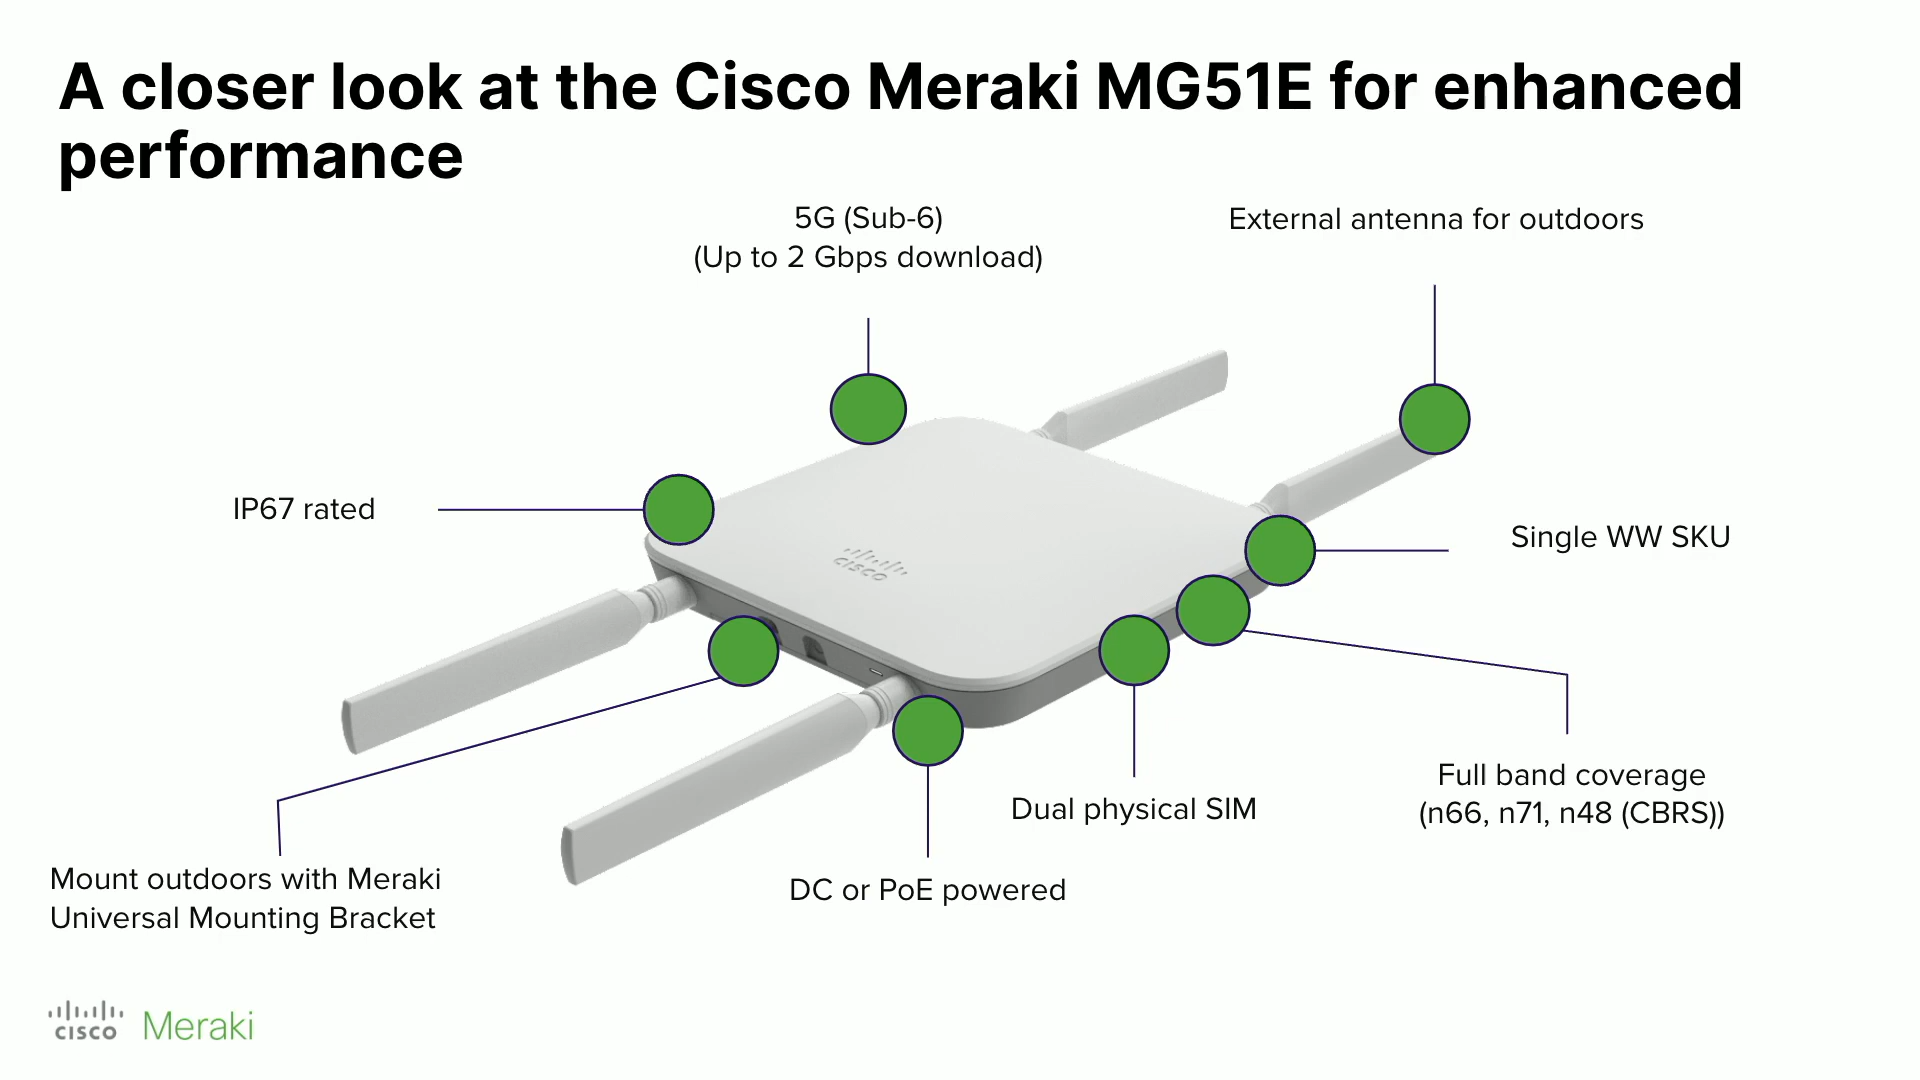 A closer look at the Cisco Meraki MG51E for enhanced
performance
5G (Sub-6)
(Up to 2 Gbps download)
External antenna for outdoors
IP67 rated
Single WW SKU
CISCO
Full band coverage
(n66, n71, n48 (CBRS))
Dual physical SIM
DC or PoE powered
Mount outdoors with Meraki
Universal Mounting Bracket
CISCO Meraki